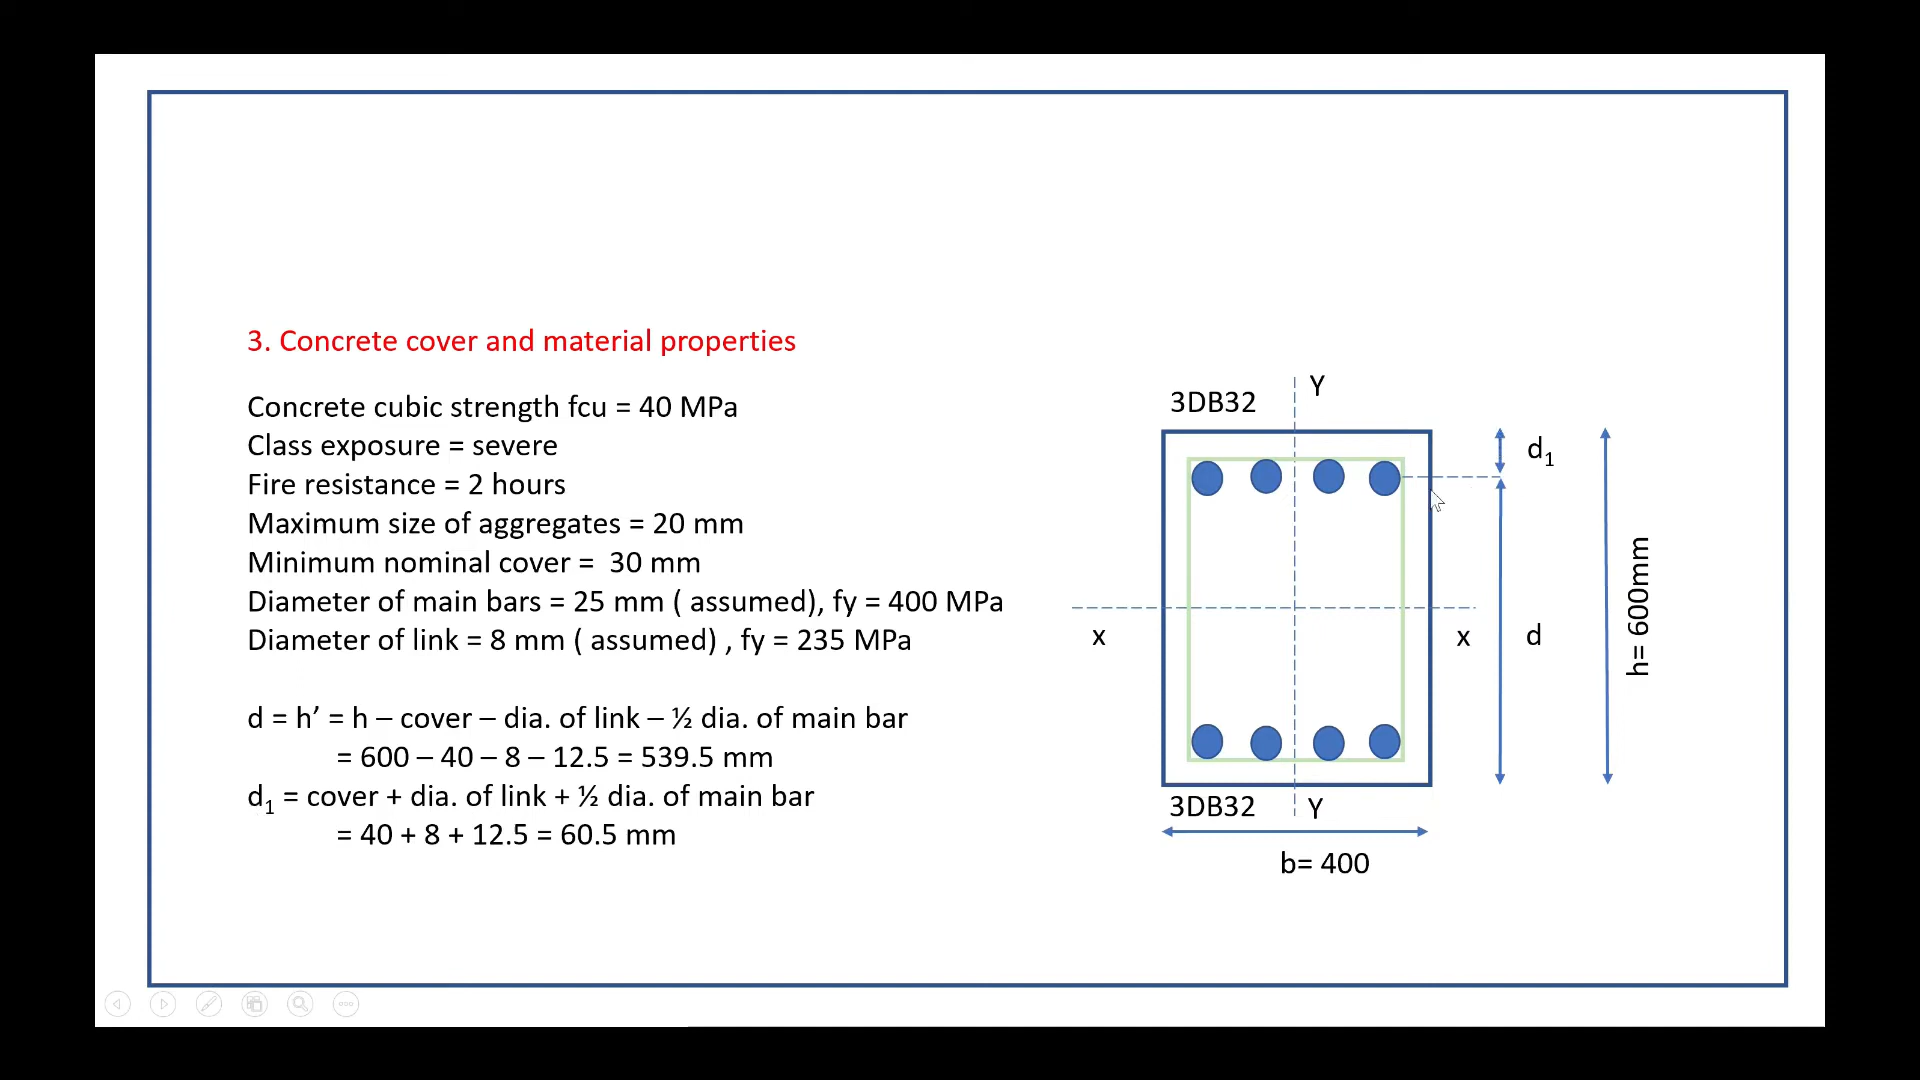 3. Concrete cover and material properties
Concrete cubic strength fcu = 40 MPa
Class exposure = severe
Fire resistance = 2 hours
Maximum size of aggregates = 20 mm
Minimum nominal cover =  30 mm
Diameter of main bars = 25 mm ( assumed), fy = 400 MPa
Diameter of link = 8 mm ( assumed) , fy = 235 MPa
d = h’ = h – cover – dia. of link – ½ dia. of main bar
= 600 – 40 – 8 – 12.5 = 539.5 mm
d₁ = cover + dia. of link + ½ dia. of main bar
= 40 + 8 + 12.5 = 60.5 mm
Y
3DB32
d₁
h= 600mm
x
x
d
3DB32
Y
b= 400